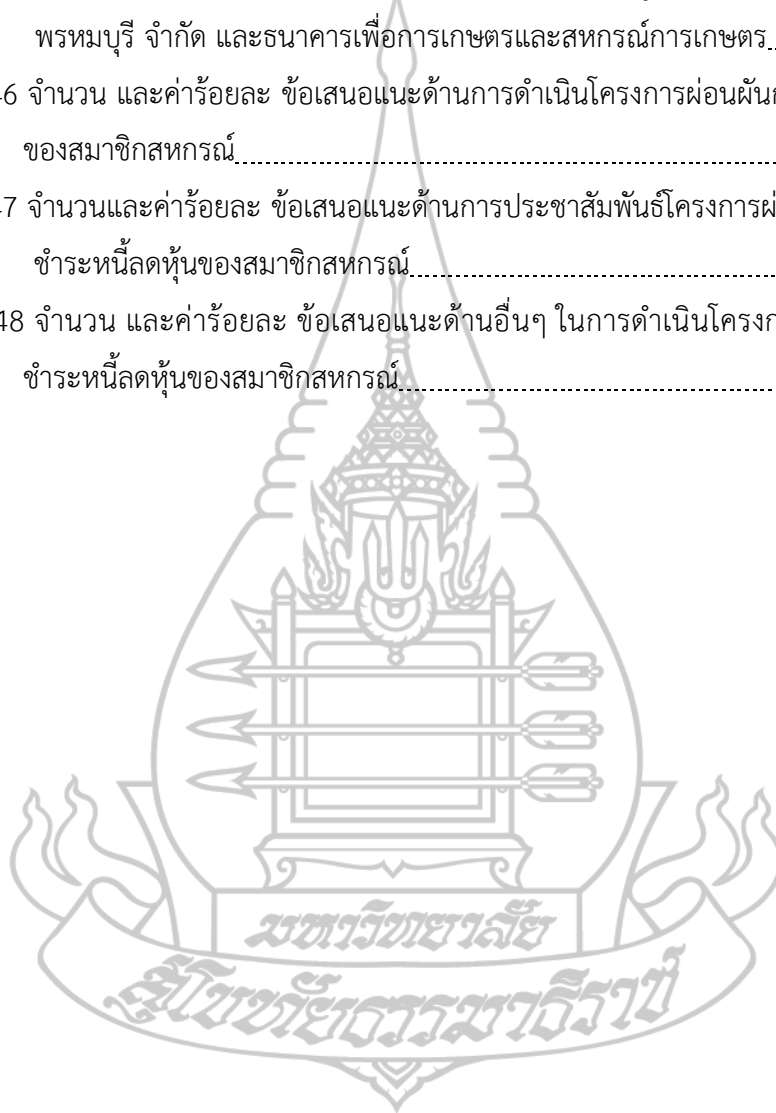 พรหมบุรี จำกัด และธนาคารเพื่อการเกษตรและสหกรณ์การเกษตร
6 จำนวน และค่าร้อยละ ข้อเสนอแนะด้านการดำเนินโครงการผ่อนผัน
ของสมาชิกสหกรณ์
7 จำนวนและค่าร้อยละ ข้อเสนอแนะด้านการประชาสัมพันธ์โครงการผ่
ชำระหนี้ลดหุ้นของสมาชิกสหกรณ์
48 จำนวน และค่าร้อยละ ข้อเสนอแนะด้านอื่นๆ ในการดำเนินโครงก
ชำระหนี้ลดหุ้นของสมาชิกสหกรณ์
มหาวิทยาลัย
สุโขทัยธรรมาธิราช